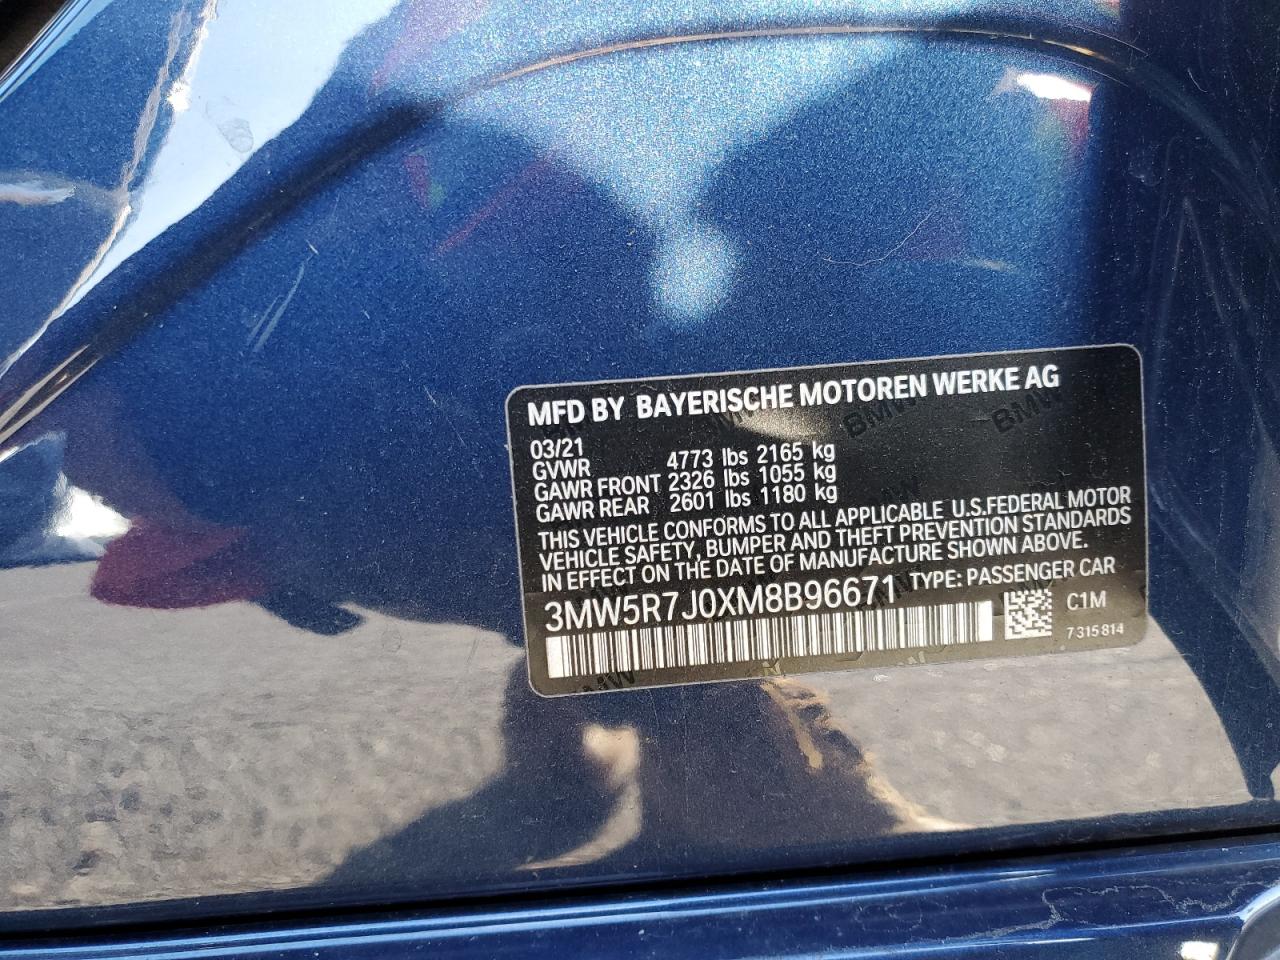 MFD BY BAYERISCHE MOTOREN WERKE AG
03/21
GVWR 4773 lbs 2165 kg
GAWR FRONT 2326 lbs 1055 kg
GAWR REAR 2601 lbs 1180 kg
THIS VEHICLE CONFORMS TO ALL APPLICABLE U.S.FEDERAL MOTOR
VEHICLE SAFETY, BUMPER AND THEFT PREVENTION STANDARDS
IN EFFECT ON THE DATE OF MANUFACTURE SHOWN ABOVE.
3MW5R7J0XM8B96671 TYPE: PASSENGER CAR
C1M
7315814